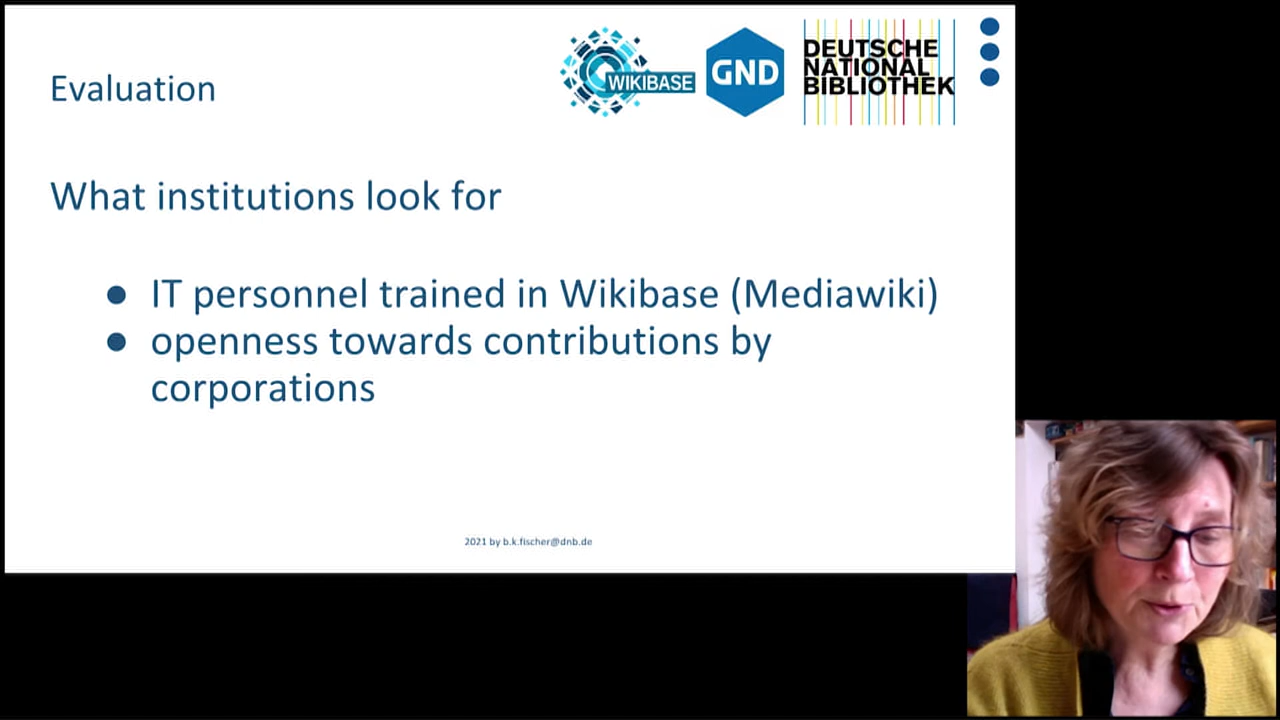 Evaluation
WIKIBASE
GND
DEUTSCHE
NATIONAL
BIBLIOTHEK
What institutions look for
● IT personnel trained in Wikibase (Mediawiki)
● openness towards contributions by
corporations
2021 by b.k.fischer@dnb.de